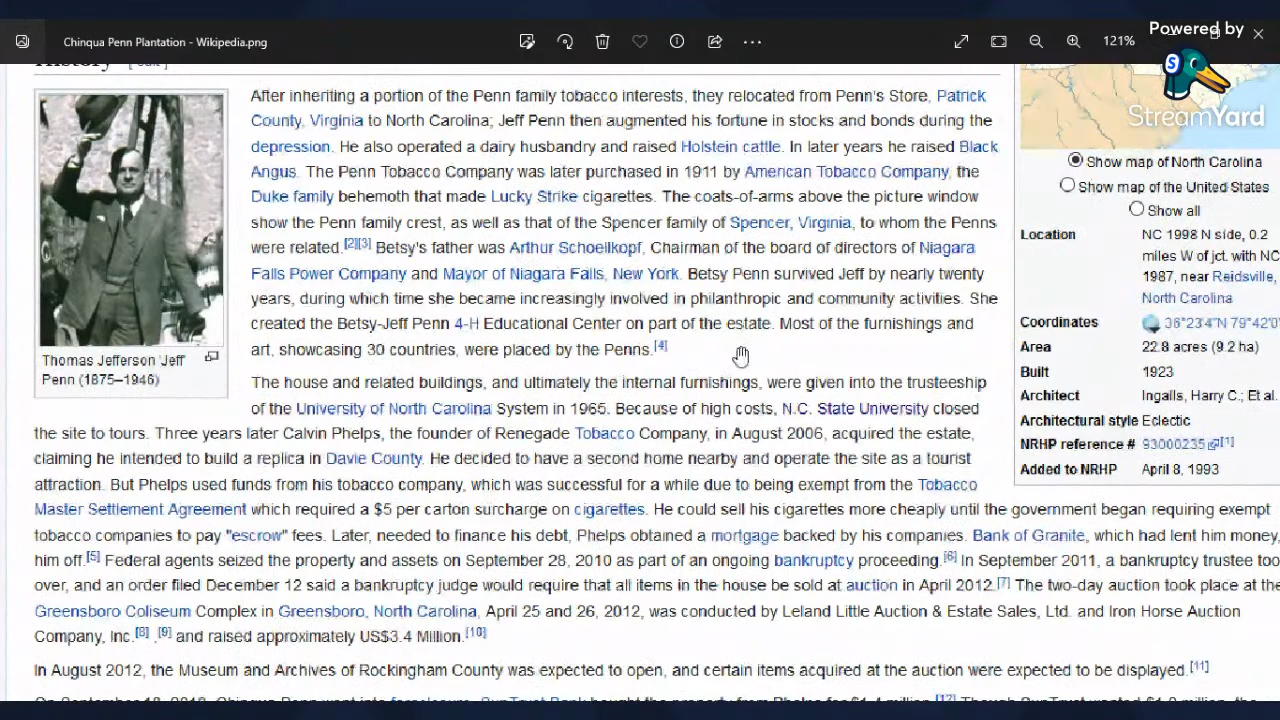 Chinqua Penn Plantation - Wikipedia.png
121%
Powered by
S
StreamYard
After inheriting a portion of the Penn family tobacco interests, they relocated from Penn's Store, Patrick
County, Virginia to North Carolina; Jeff Penn then augmented his fortune in stocks and bonds during the
depression. He also operated a dairy husbandry and raised Holstein cattle. In later years he raised Black
Angus. The Penn Tobacco Company was later purchased in 1911 by American Tobacco Company, the
Duke family behemoth that made Lucky Strike cigarettes. The coats-of-arms above the picture window
show the Penn family crest, as well as that of the Spencer family of Spencer, Virginia, to whom the Penns
were related.[2][3] Betsy's father was Arthur Schoellkopf, Chairman of the board of directors of Niagara
Falls Power Company and Mayor of Niagara Falls, New York. Betsy Penn survived Jeff by nearly twenty
years, during which time she became increasingly involved in philanthropic and community activities. She
created the Betsy-Jeff Penn 4-H Educational Center on part of the estate. Most of the furnishings and
art, showcasing 30 countries, were placed by the Penns.[4]
Thomas Jefferson 'Jeff'
Penn (1875–1946)
The house and related buildings, and ultimately the internal furnishings, were given into the trusteeship
of the University of North Carolina System in 1965. Because of high costs, N.C. State University closed
the site to tours. Three years later Calvin Phelps, the founder of Renegade Tobacco Company, in August 2006, acquired the estate,
claiming he intended to build a replica in Davie County. He decided to have a second home nearby and operate the site as a tourist
attraction. But Phelps used funds from his tobacco company, which was successful for a while due to being exempt from the Tobacco
Master Settlement Agreement which required a $5 per carton surcharge on cigarettes. He could sell his cigarettes more cheaply until the government began requiring exempt
tobacco companies to pay "escrow" fees. Later, needed to finance his debt, Phelps obtained a mortgage backed by his companies. Bank of Granite, which had lent him money,
him off.[5] Federal agents seized the property and assets on September 28, 2010 as part of an ongoing bankruptcy proceeding.[6] In September 2011, a bankruptcy trustee too
over, and an order filed December 12 said a bankruptcy judge would require that all items in the house be sold at auction in April 2012.[7] The two-day auction took place at the
Greensboro Coliseum Complex in Greensboro, North Carolina, April 25 and 26, 2012, was conducted by Leland Little Auction & Estate Sales, Ltd. and Iron Horse Auction
Company, Inc.[8] ,[9] and raised approximately US$3.4 Million.[10]
In August 2012, the Museum and Archives of Rockingham County was expected to open, and certain items acquired at the auction were expected to be displayed.[11]
Show map of North Carolina
Show map of the United States
Show all
Location NC 1998 N side, 0.2
miles W of jct. with NC
1987, near Reidsville,
North Carolina
Coordinates 36°23′4″N 79°42′0″
Area 22.8 acres (9.2 ha)
Built 1923
Architect Ingalls, Harry C.; Et al.
Architectural style Eclectic
NRHP reference # 93000235[1]
Added to NRHP April 8, 1993